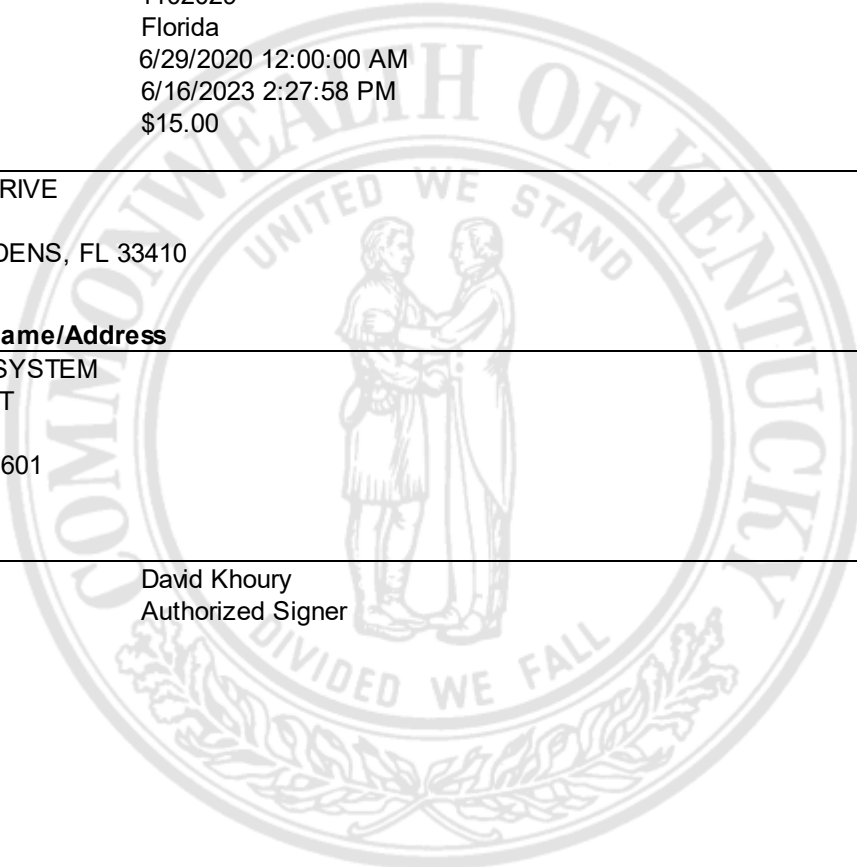 Florida
6/29/2020 12:00:00 AM
6/16/2023 2:27:58 PM
$15.00
RIVE
DENS, FL 33410
ame/Address
SYSTEM
T
601
David Khoury
Authorized Signer
COMMONWEALTH OF KENTUCKY
UNITED WE STAND
DIVIDED WE FALL